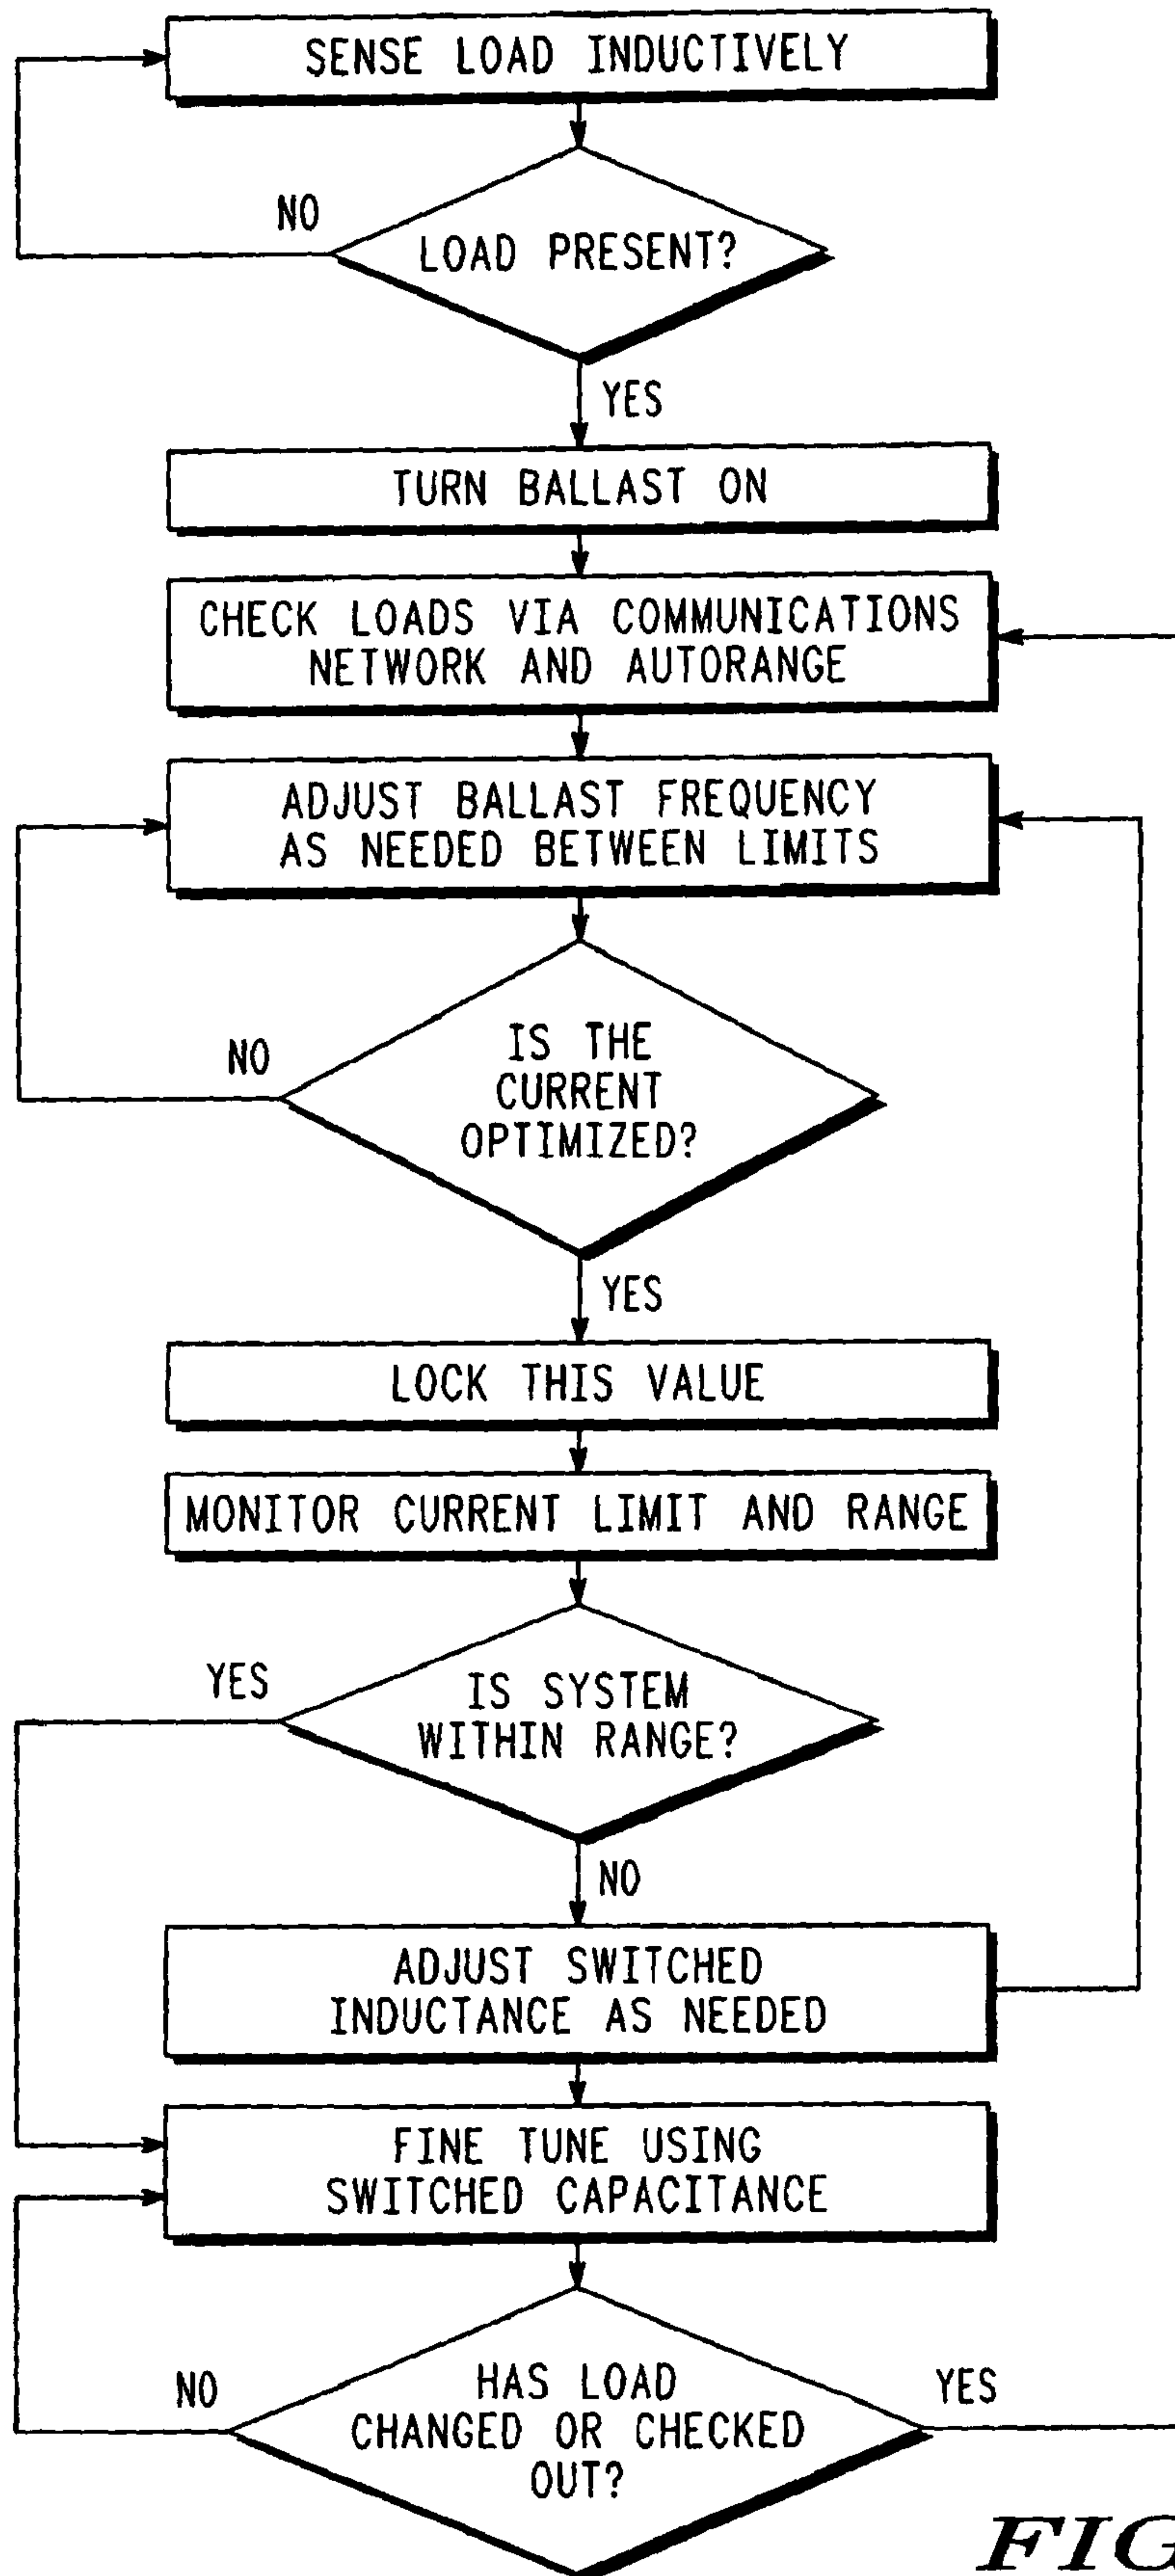 SENSE LOAD INDUCTIVELY
NO
LOAD PRESENT?
YES
TURN BALLAST ON
CHECK LOADS VIA COMMUNICATIONS
NETWORK AND AUTORANGE
ADJUST BALLAST FREQUENCY
AS NEEDED BETWEEN LIMITS
NO
IS THE
CURRENT
OPTIMIZED?
YES
LOCK THIS VALUE
MONITOR CURRENT LIMIT AND RANGE
YES
IS SYSTEM
WITHIN RANGE?
NO
ADJUST SWITCHED
INDUCTANCE AS NEEDED
FINE TUNE USING
SWITCHED CAPACITANCE
NO
HAS LOAD
CHANGED OR CHECKED
OUT?
YES
FIG